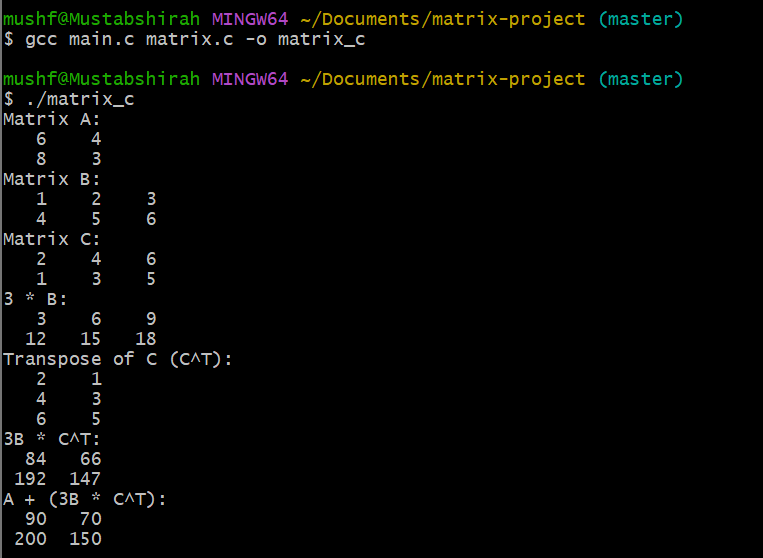 mushf@Mustabshirah MINGW64 ~/Documents/matrix-project (master)
$ gcc main.c matrix.c -o matrix_c

mushf@Mustabshirah MINGW64 ~/Documents/matrix-project (master)
$ ./matrix_c
Matrix A:
   6    4
   8    3
Matrix B:
   1    2    3
   4    5    6
Matrix C:
   2    4    6
   1    3    5
3 * B:
   3    6    9
  12   15   18
Transpose of C (C^T):
   2    1
   4    3
   6    5
3B * C^T:
  84   66
 192  147
A + (3B * C^T):
  90   70
 200  150